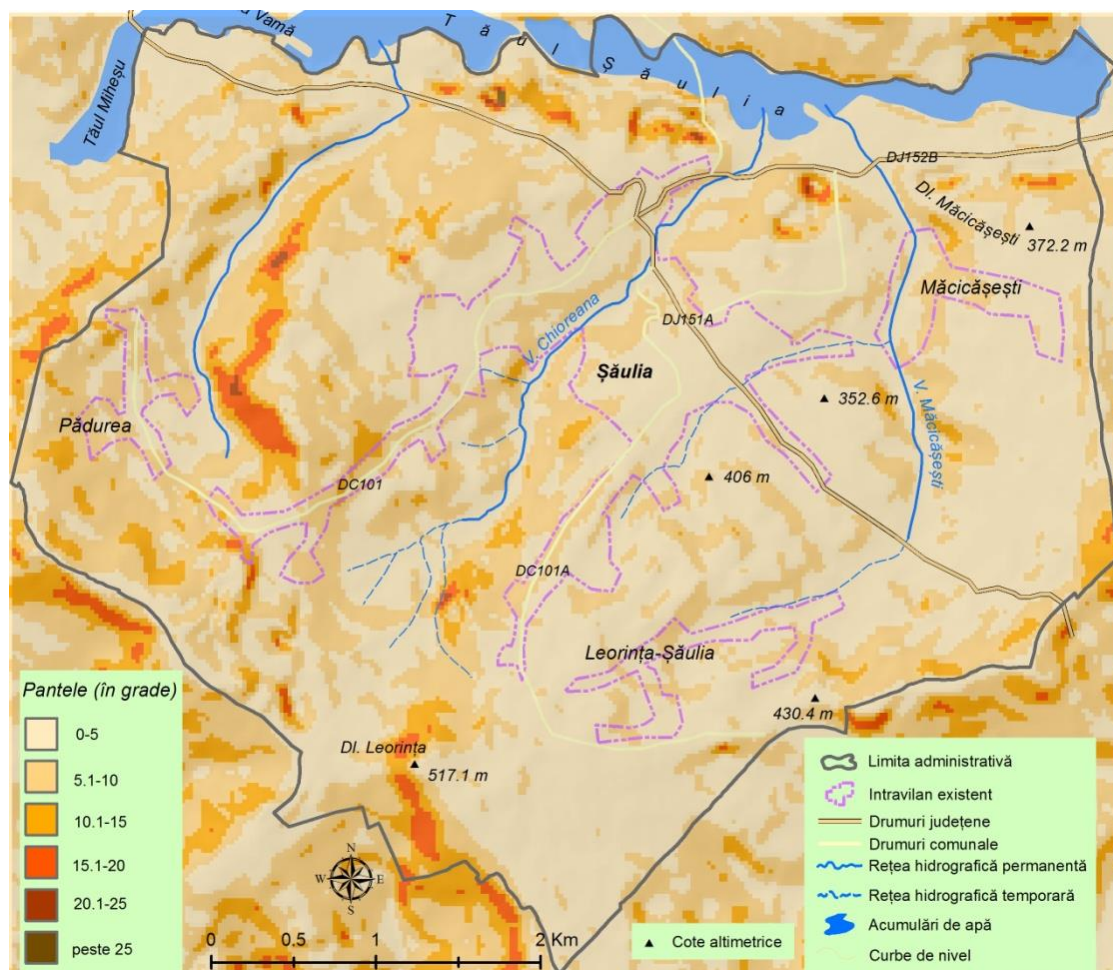 Vamă
Tăul Șăulia
Tăul Miheșu
DJ152B
Dl. Măcicășești
372.2 m
Măcicășești
V. Chioreana
DJ151A
Șăulia
352.6 m
Pădurea
V. Măcicășești
406 m
DC101
DC101A
Leorința-Șăulia
430.4 m
Dl. Leorința
517.1 m
Pantele (în grade)
0-5
5.1-10
10.1-15
15.1-20
20.1-25
peste 25
N
W E
S
0 0.5 1 2 Km
Cote altimetrice
Limita administrativă
Intravilan existent
Drumuri județene
Drumuri comunale
Rețea hidrografică permanentă
Rețea hidrografică temporară
Acumulări de apă
Curbe de nivel